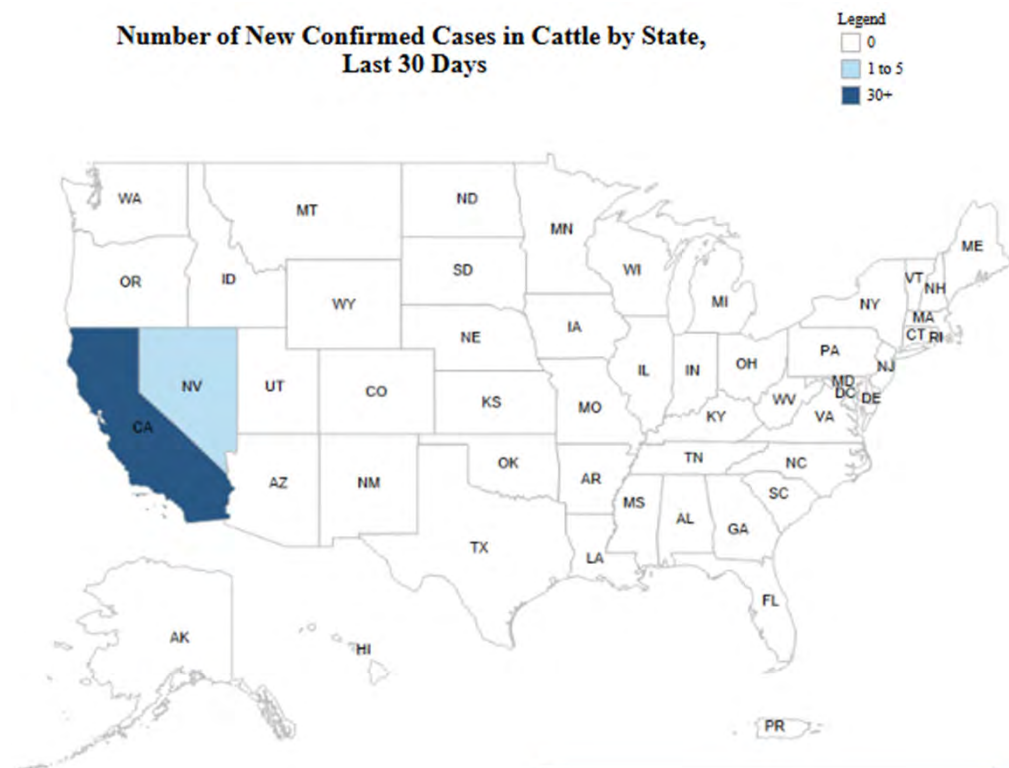 Number of New Confirmed Cases in Cattle by State,
Last 30 Days
Legend
0
1 to 5
30+
WA
MT
ND
MN
ME
OR
ID
SD
WI
VT
NH
WY
MI
NY
MA
IA
CT
RI
NE
PA
NV
UT
CO
IL
IN
OH
NJ
MD
DC
DE
KS
MO
WV
VA
KY
CA
OK
TN
NC
AZ
NM
AR
SC
MS
AL
GA
TX
LA
FL
AK
HI
PR